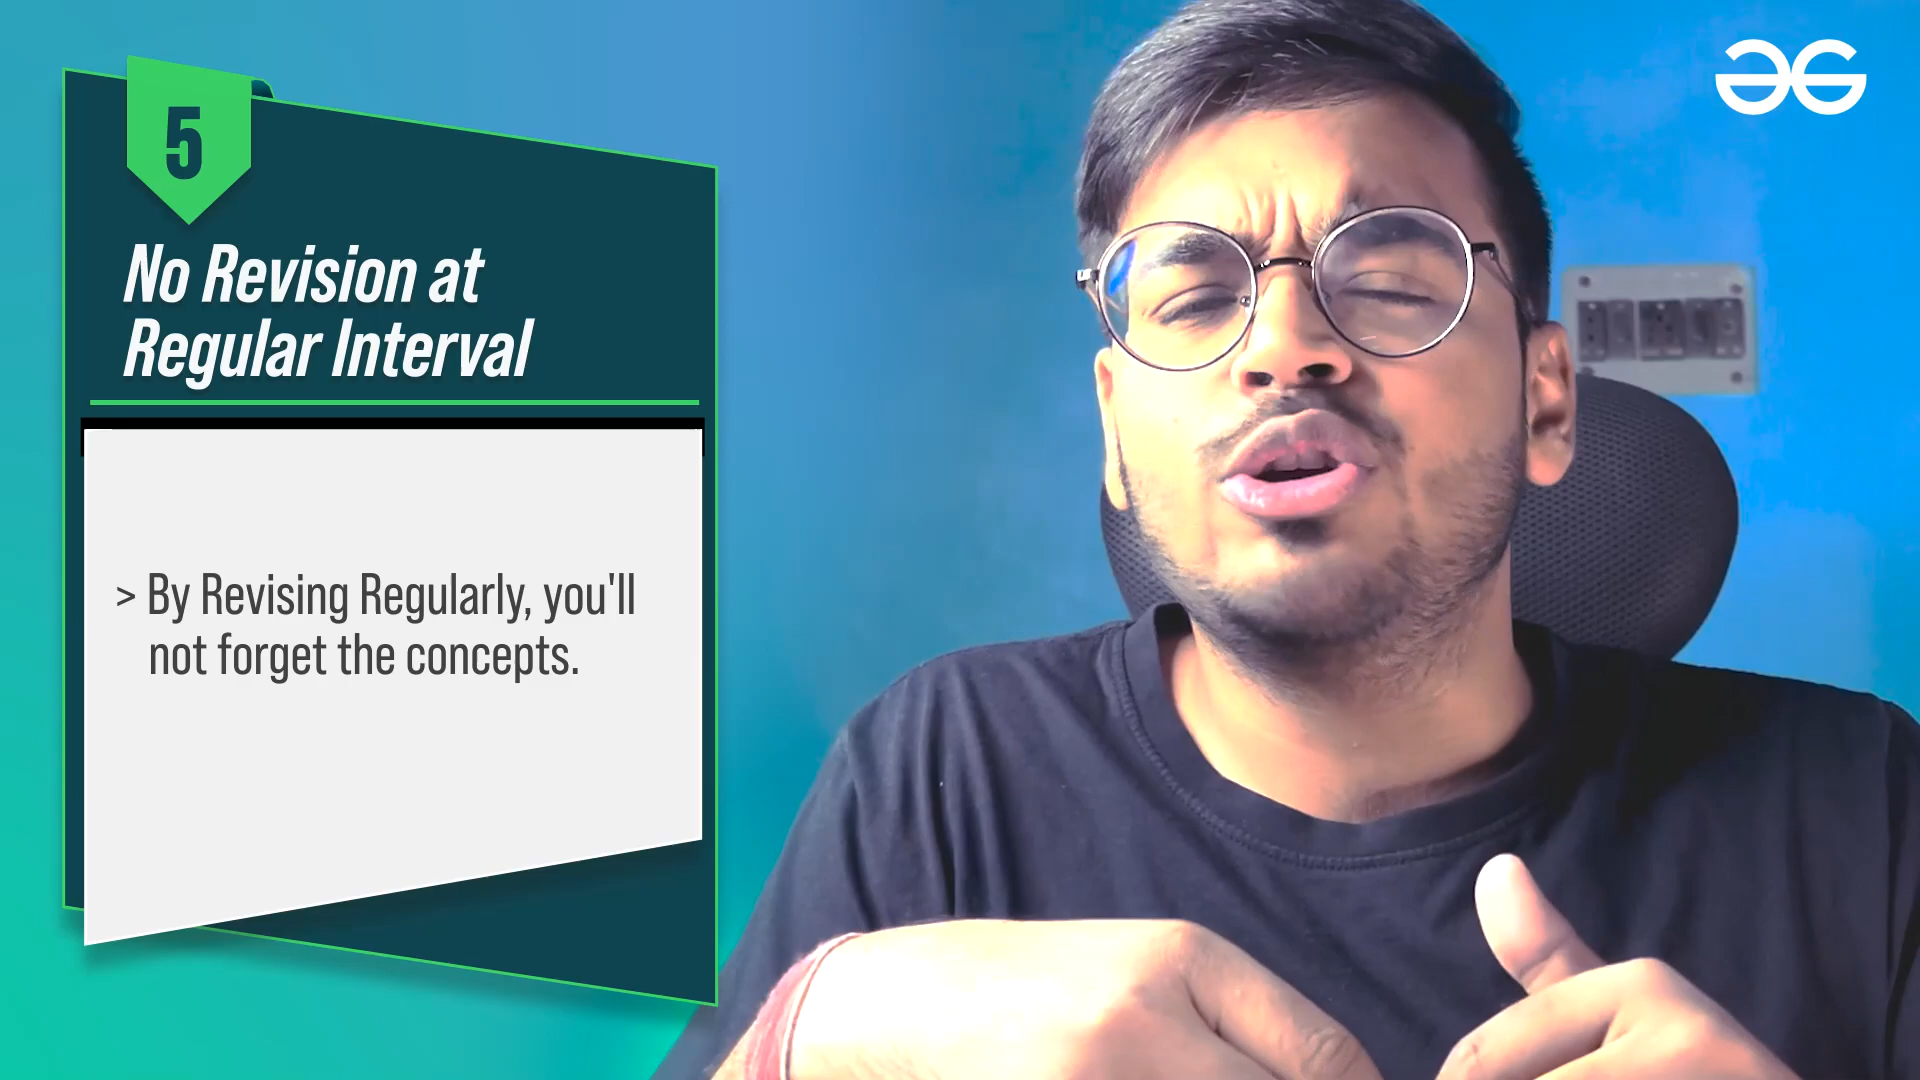 5
No Revision at
Regular Interval
> By Revising Regularly, you'll
not forget the concepts.